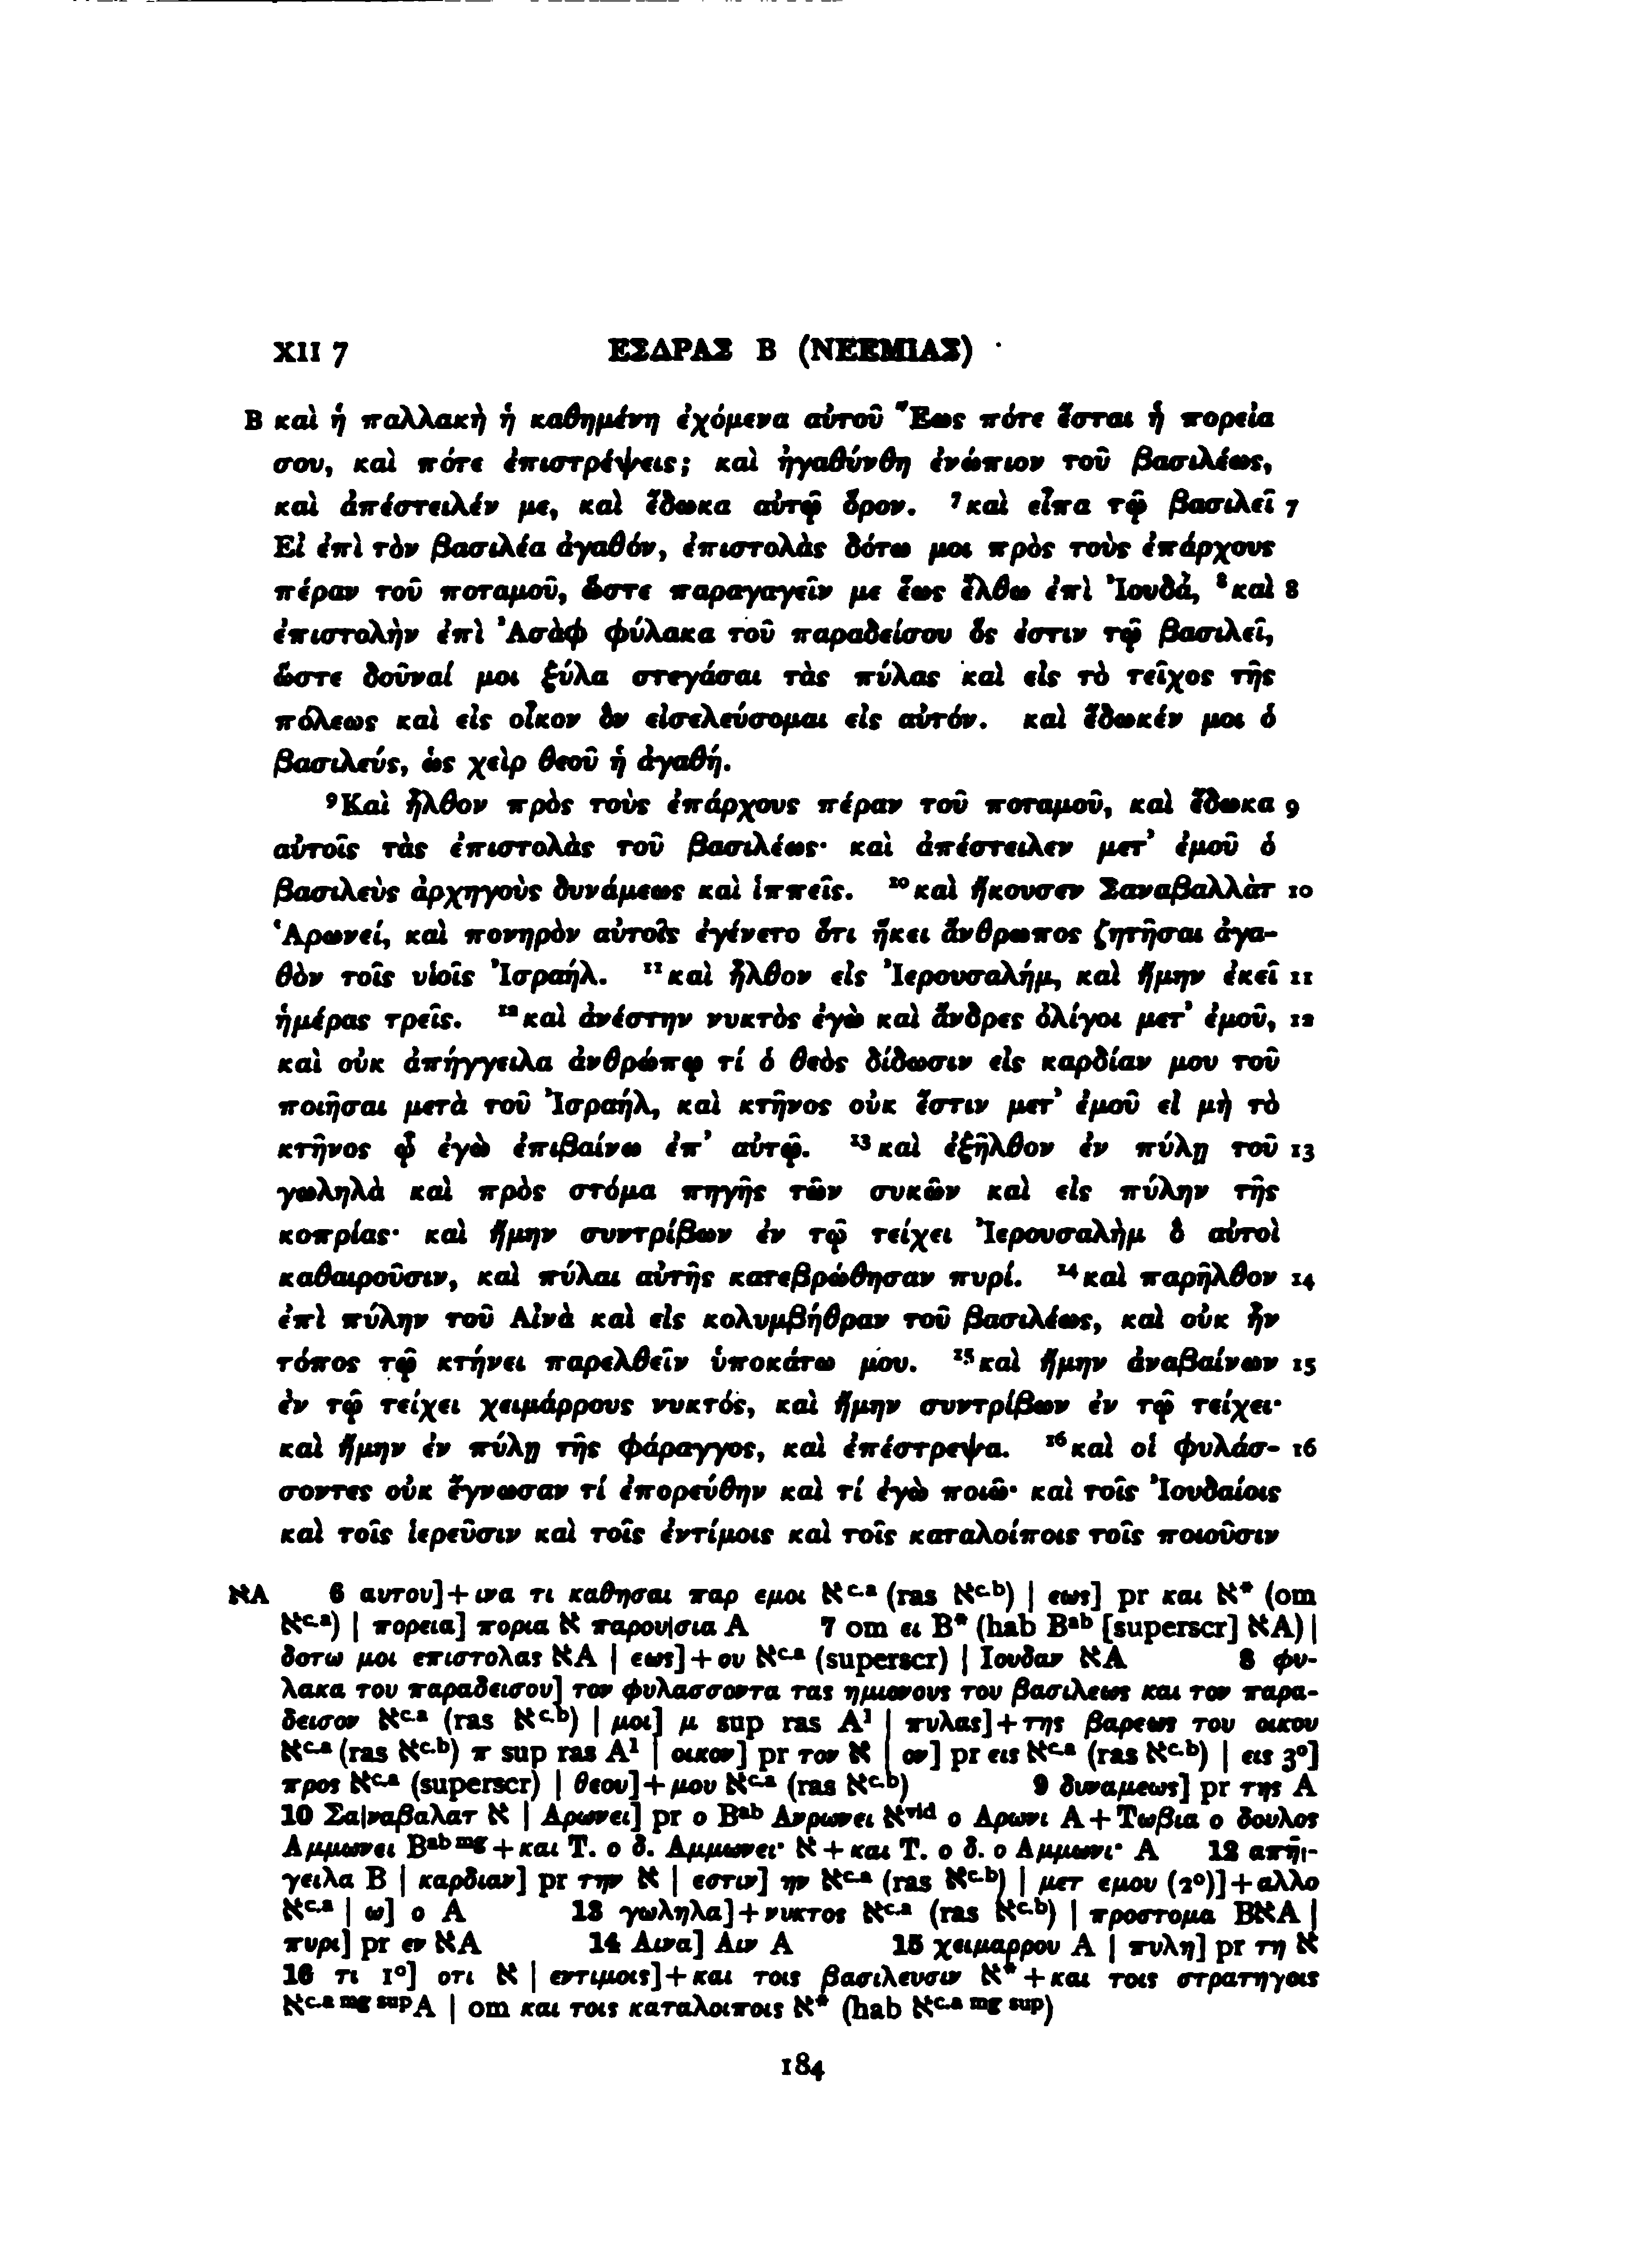 XII 7 ΕΣΔΡΑΣ Β (ΝΕΕΜΙΑΣ)
B καὶ ἡ παλλακὴ ἡ καθημένη ἐχόμενα αὐτοῦ Ἕως πότε ἔσται ἡ πορεία
σου, καὶ πότε ἐπιστρέψεις; καὶ ἠγαθύνθη ἐνώπιον τοῦ βασιλέως,
καὶ ἀπέστειλέν με, καὶ ἔδωκα αὐτῷ ὅρον. ⁷καὶ εἶπα τῷ βασιλεῖ 7
Εἰ ἐπὶ τὸν βασιλέα ἀγαθόν, ἐπιστολὰς δότω μοι πρὸς τοὺς ἐπάρχους
πέραν τοῦ ποταμοῦ, ὥστε παραγαγεῖν με ἕως ἔλθω ἐπὶ Ἰουδά, ⁸καὶ 8
ἐπιστολὴν ἐπὶ Ἀσὰφ φύλακα τοῦ παραδείσου ὅς ἐστιν τῷ βασιλεῖ,
ὥστε δοῦναί μοι ξύλα στεγάσαι τὰς πύλας καὶ εἰς τὸ τεῖχος τῆς
πόλεως καὶ εἰς οἶκον ὃν εἰσελεύσομαι εἰς αὐτόν. καὶ ἔδωκέν μοι ὁ
βασιλεύς, ὡς χεὶρ θεοῦ ἡ ἀγαθή.
⁹Καὶ ἦλθον πρὸς τοὺς ἐπάρχους πέραν τοῦ ποταμοῦ, καὶ ἔδωκα 9
αὐτοῖς τὰς ἐπιστολὰς τοῦ βασιλέως· καὶ ἀπέστειλεν μετ’ ἐμοῦ ὁ
βασιλεὺς ἀρχηγοὺς δυνάμεως καὶ ἱππεῖς. ¹⁰καὶ ἤκουσεν Σαναβαλλὰτ 10
Ἁρωνεί, καὶ πονηρὸν αὐτοῖς ἐγένετο ὅτι ἥκει ἄνθρωπος ζητῆσαι ἀγα-
θὸν τοῖς υἱοῖς Ἰσραήλ. ¹¹καὶ ἦλθον εἰς Ἰερουσαλήμ, καὶ ἤμην ἐκεῖ 11
ἡμέρας τρεῖς. ¹²καὶ ἀνέστην νυκτὸς ἐγὼ καὶ ἄνδρες ὀλίγοι μετ’ ἐμοῦ, 12
καὶ οὐκ ἀπήγγειλα ἀνθρώπῳ τί ὁ θεὸς δίδωσιν εἰς καρδίαν μου τοῦ
ποιῆσαι μετὰ τοῦ Ἰσραήλ, καὶ κτῆνος οὐκ ἔστιν μετ’ ἐμοῦ εἰ μὴ τὸ
κτῆνος ᾧ ἐγὼ ἐπιβαίνω ἐπ’ αὐτῷ. ¹³καὶ ἐξῆλθον ἐν πύλῃ τοῦ 13
γωληλὰ καὶ πρὸς στόμα πηγῆς τῶν συκῶν καὶ εἰς πύλην τῆς
κοπρίας· καὶ ἤμην συντρίβων ἐν τῷ τείχει Ἰερουσαλὴμ ὃ αὐτοὶ
καθαιροῦσιν, καὶ πύλαι αὐτῆς κατεβρώθησαν πυρί. ¹⁴καὶ παρῆλθον 14
ἐπὶ πύλην τοῦ Αἰνὰ καὶ εἰς κολυμβήθραν τοῦ βασιλέως, καὶ οὐκ ἦν
τόπος τῷ κτήνει παρελθεῖν ὑποκάτω μου. ¹⁵καὶ ἤμην ἀναβαίνων 15
ἐν τῷ τείχει χειμάρρους νυκτός, καὶ ἤμην συντρίβων ἐν τῷ τείχει·
καὶ ἤμην ἐν πύλῃ τῆς φάραγγος, καὶ ἐπέστρεψα. ¹⁶καὶ οἱ φυλάσ- 16
σοντες οὐκ ἔγνωσαν τί ἐπορεύθην καὶ τί ἐγὼ ποιῶ· καὶ τοῖς Ἰουδαίοις
καὶ τοῖς ἱερεῦσιν καὶ τοῖς ἐντίμοις καὶ τοῖς καταλοίποις τοῖς ποιοῦσιν
אA 6 αυτου]+ινα τι καθησαι παρ εμοι א c.a (ras א c.b) | εως] pr και א* (om
א c.a) | πορεια] πορια א παρου|σια A 7 om ει B* (hab Bab [superscr] אA) |
δοτω μοι επιστολας אA | εως]+ου א c.a (superscr) | Ιουδαν אA 8 φυ-
λακα του παραδεισου] τον φυλασσοντα τας ημιονους του βασιλεως και τον παρα-
δεισον א c.a (ras א c.b) | μοι] μ sup ras A¹ | πυλας]+της βαρεως του οικου
א c.a (ras א c.b) π sup ras A¹ | οικον] pr τον א | ον] pr εις א c.a (ras א c.b) | εις 3°]
προς א c.a (superscr) | θεου]+μου א c.a (ras א c.b) 9 δυναμεως] pr της A
10 Σα|ναβαλατ א | Αρωνει] pr ο Bab Ανρωνει א vid ο Αρωνι A+Τωβια ο δουλος
Αμμωνει Bab mg+και Τ. ο δ. Αμμωνει· א+και Τ. ο δ. ο Αμμωνι· A 12 απηι-
γειλα B | καρδιαν] pr την א | εστιν] ην א c.a (ras א c.b) | μετ εμου (2°)]+αλλο
א c.a | ω] ο A 13 γωληλα]+νυκτος א c.a (ras א c.b) | προστομα BאA |
πυρι] pr εν אA 14 Αινα] Αιν A 15 χειμαρρου A | πυλη] pr τη א
16 τι 1°] οτι א | εντιμοις]+και τοις βασιλευσιν א*+και τοις στρατηγοις
א c.a mg sup A | om και τοις καταλοιποις א* (hab א c.a mg sup)
184